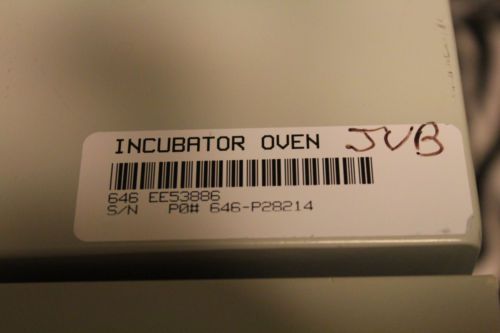 INCUBATOR OVEN JVB
646 EE53886
S/N PO# 646-P28214